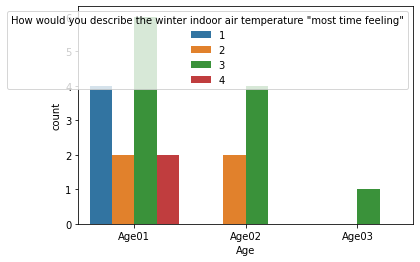 How would you describe the winter indoor air temperature "most time feeling"
1
2
3
4
5
4
3
2
1
0
count
Age01
Age02
Age03
Age